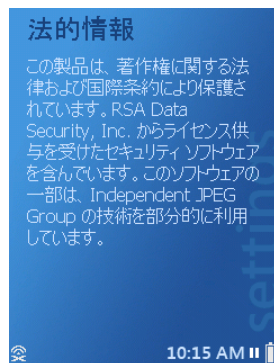 法的情報
この製品は、著作権に関する法
律および国際条約により保護さ
れています。RSA Data
Security, Inc. からライセンス供
与を受けたセキュリティ ソフトウェア
を含んでいます。このソフトウェアの
一部は、Independent JPEG
Group の技術を部分的に利用
しています。
settings
10:15 AM